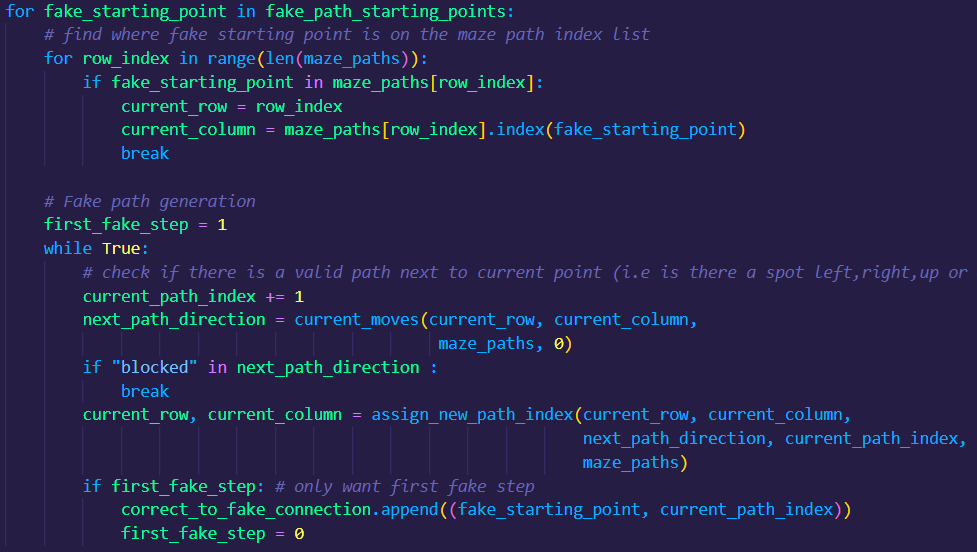 for fake_starting_point in fake_path_starting_points:
    # find where fake starting point is on the maze path index list
    for row_index in range(len(maze_paths)):
        if fake_starting_point in maze_paths[row_index]:
            current_row = row_index
            current_column = maze_paths[row_index].index(fake_starting_point)
            break

    # Fake path generation
    first_fake_step = 1
    while True:
        # check if there is a valid path next to current point (i.e is there a spot left,right,up or
        current_path_index += 1
        next_path_direction = current_moves(current_row, current_column,
                                            maze_paths, 0)
        if "blocked" in next_path_direction :
            break
        current_row, current_column = assign_new_path_index(current_row, current_column,
                                                            next_path_direction, current_path_index,
                                                            maze_paths)
        if first_fake_step: # only want first fake step
            correct_to_fake_connection.append((fake_starting_point, current_path_index))
            first_fake_step = 0